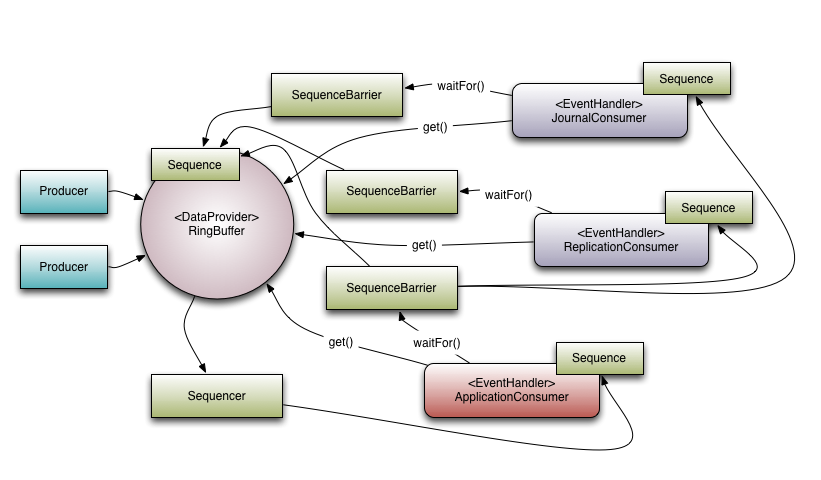 Sequence
SequenceBarrier
waitFor()
<EventHandler>
JournalConsumer
get()
Sequence
Producer
SequenceBarrier
waitFor()
Sequence
<DataProvider>
RingBuffer
<EventHandler>
ReplicationConsumer
get()
Producer
SequenceBarrier
get()
waitFor()
Sequence
<EventHandler>
ApplicationConsumer
Sequencer